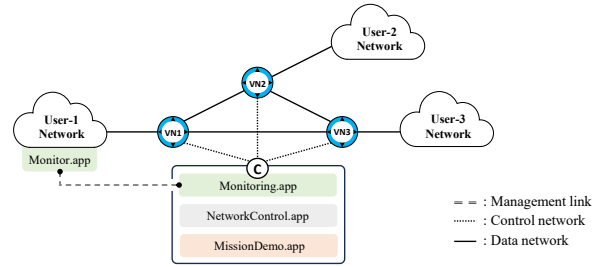 User-2
Network
VN2
User-1
Network
VN1
VN3
User-3
Network
Monitor.app
C
Monitoring.app
NetworkControl.app
MissionDemo.app
: Management link
: Control network
: Data network